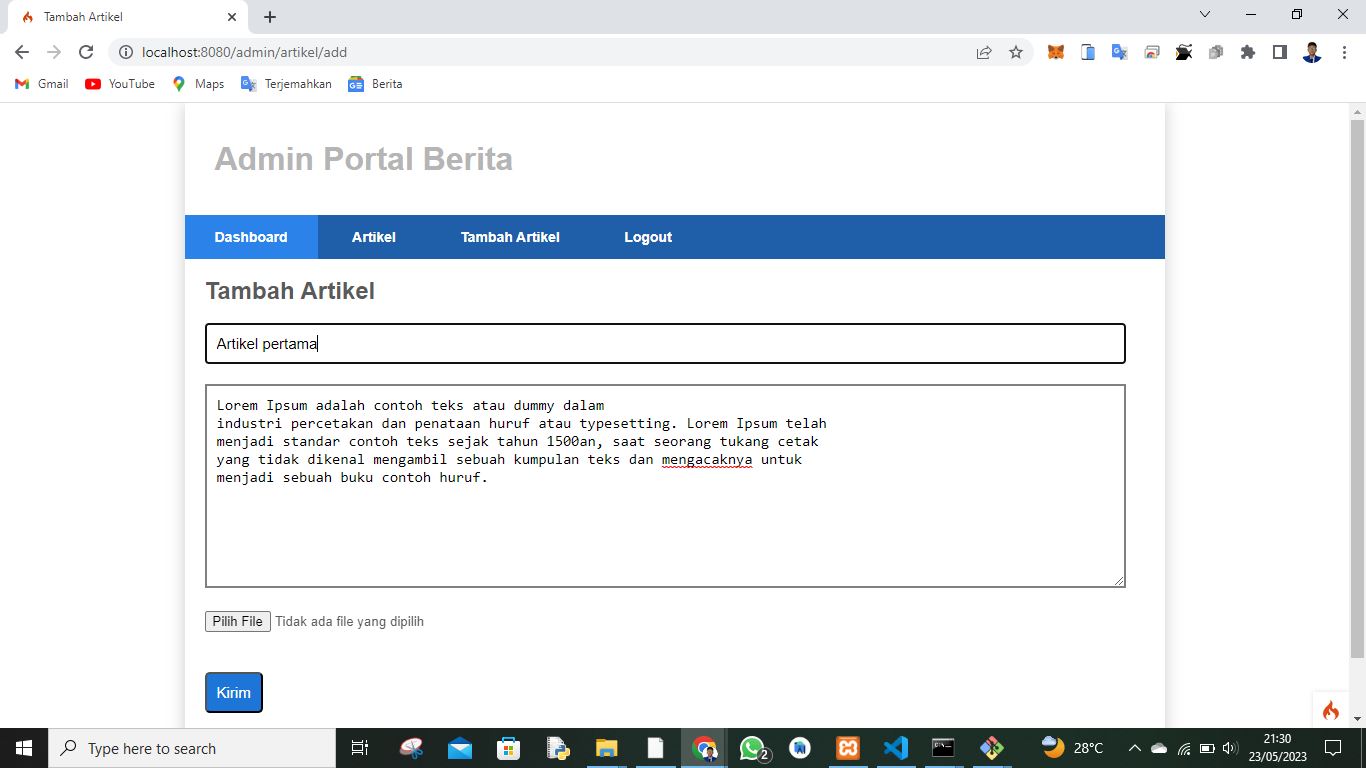 Tambah Artikel
localhost:8080/admin/artikel/add
Gmail
YouTube
Maps
Terjemahkan
Berita
Admin Portal Berita
Dashboard
Artikel
Tambah Artikel
Logout
Tambah Artikel
Artikel pertama
Lorem Ipsum adalah contoh teks atau dummy dalam
industri percetakan dan penataan huruf atau typesetting. Lorem Ipsum telah
menjadi standar contoh teks sejak tahun 1500an, saat seorang tukang cetak
yang tidak dikenal mengambil sebuah kumpulan teks dan mengacaknya untuk
menjadi sebuah buku contoh huruf.
Pilih File Tidak ada file yang dipilih
Kirim
Type here to search
2
28°C
21:30
23/05/2023